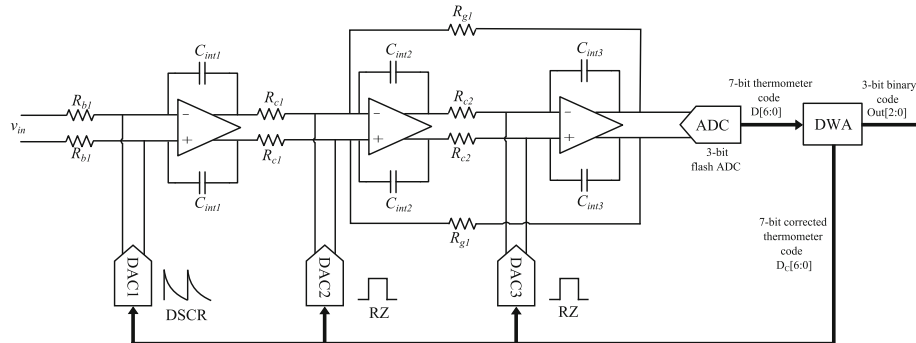 R_g1
C_int1
C_int2
C_int3
R_b1
R_c1
R_c2
v_in
R_b1
R_c1
R_c2
− + − + − +
ADC
3-bit
flash ADC
7-bit thermometer
code
D[6:0]
DWA
3-bit binary
code
Out[2:0]
C_int1
C_int2
C_int3
R_g1
7-bit corrected
thermometer
code
D_C[6:0]
DAC1
DSCR
DAC2
RZ
DAC3
RZ